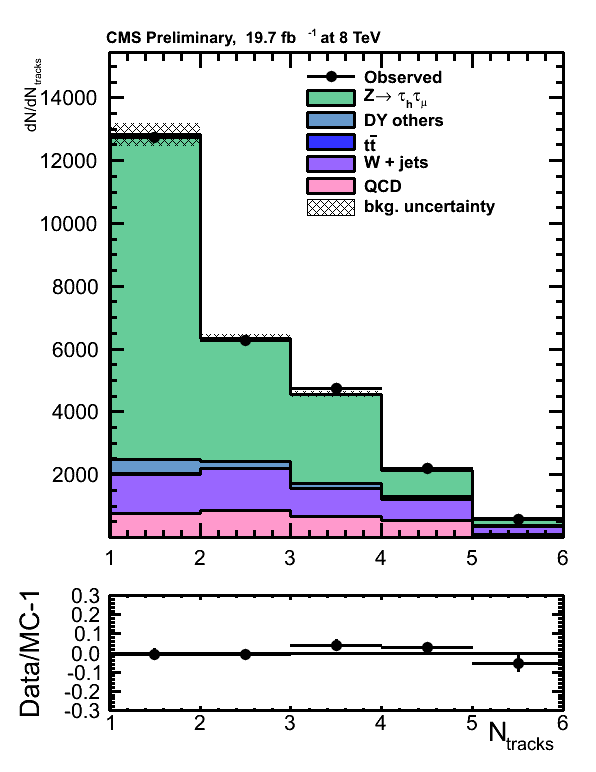 CMS Preliminary, 19.7 fb ⁻¹ at 8 TeV
dN/dN_tracks
14000
12000
10000
8000
6000
4000
2000
Observed
Z→ τ_h τ_μ
DY others
tt̄
W + jets
QCD
bkg. uncertainty
1 2 3 4 5 6
Data/MC-1
0.3
0.2
0.1
0.0
-0.1
-0.2
-0.3
1 2 3 4 5 6
N_tracks